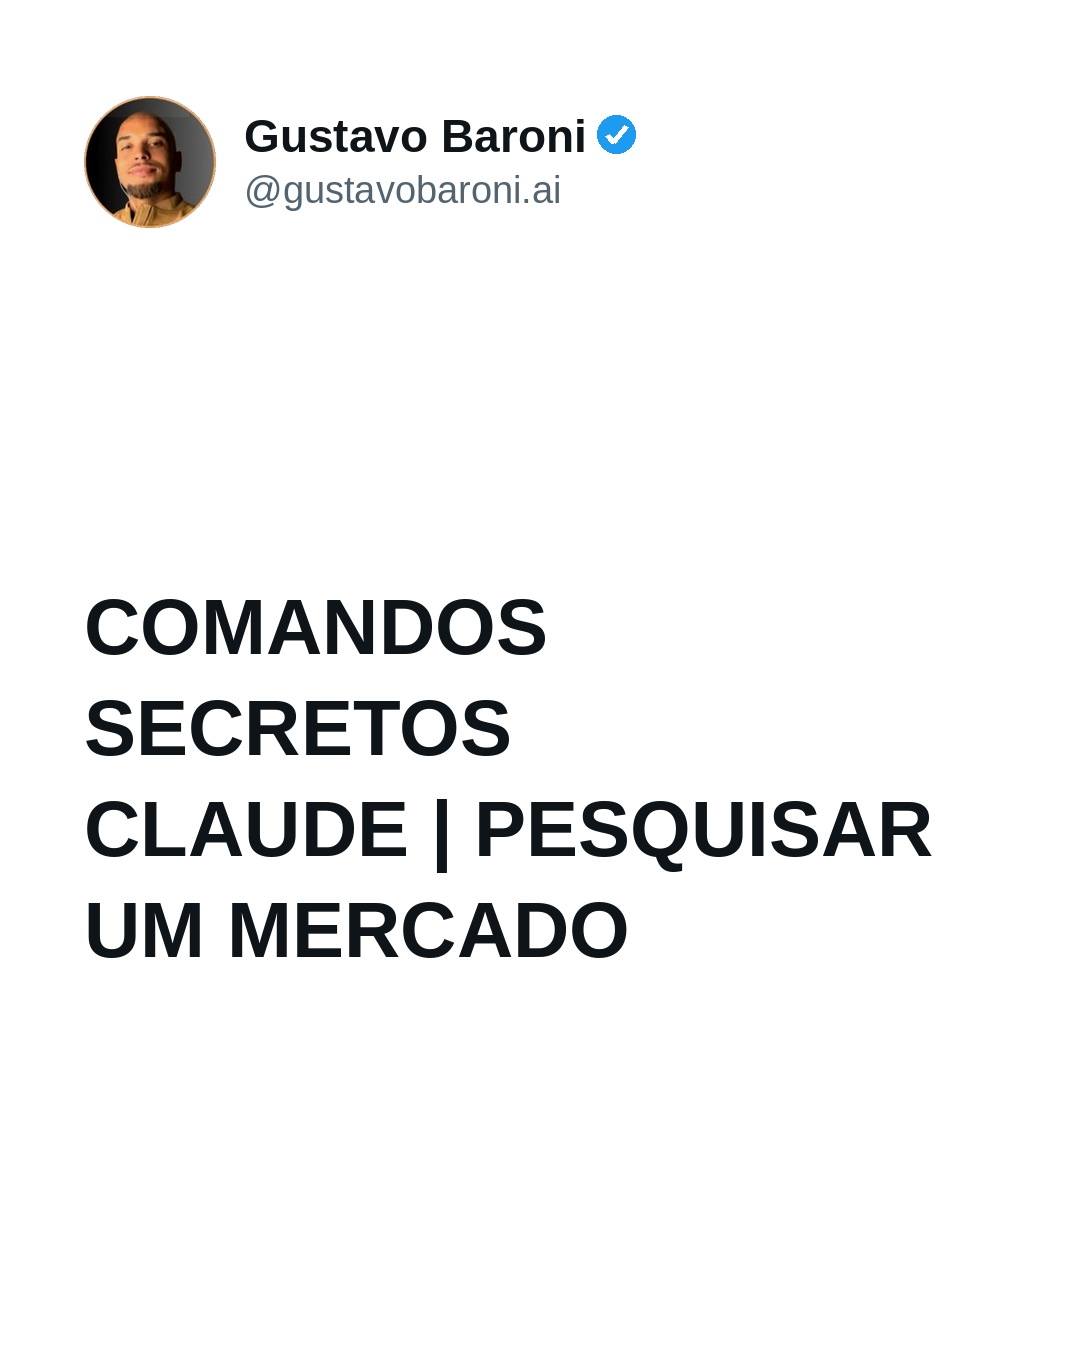 Gustavo Baroni
@gustavobaroni.ai
COMANDOS
SECRETOS
CLAUDE | PESQUISAR
UM MERCADO